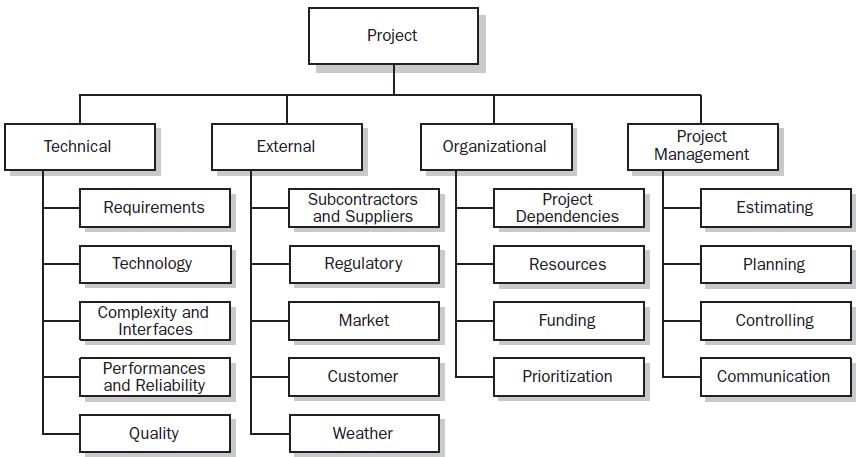 Project
Technical
External
Organizational
Project
Management
Requirements
Technology
Complexity and
Interfaces
Performances
and Reliability
Quality
Subcontractors
and Suppliers
Regulatory
Market
Customer
Weather
Project
Dependencies
Resources
Funding
Prioritization
Estimating
Planning
Controlling
Communication